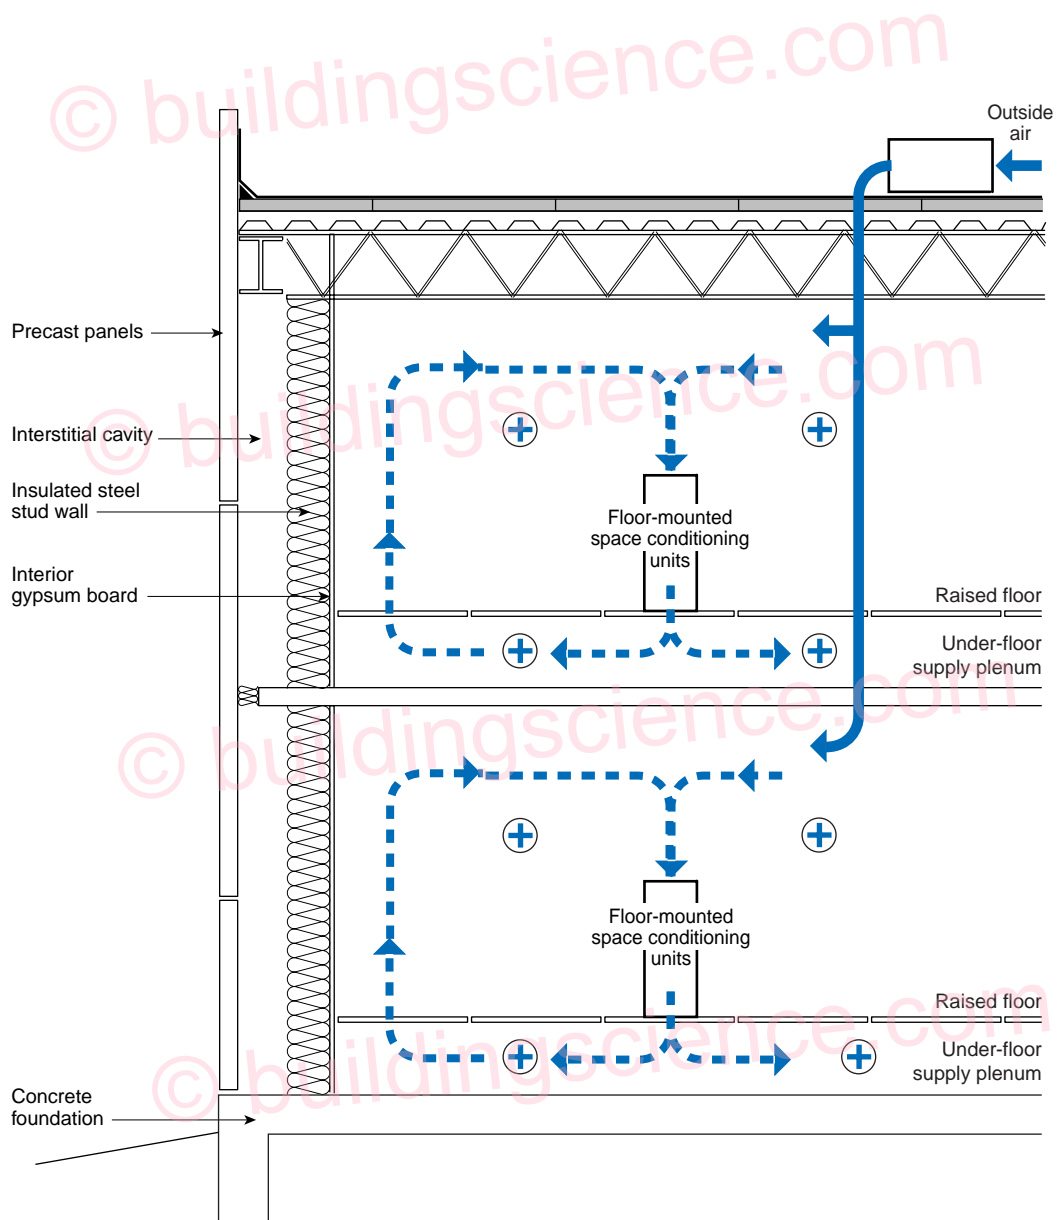 © buildingscience.com
Outside
air
Precast panels
© buildingscience.com
Interstitial cavity
Insulated steel
stud wall
Floor-mounted
space conditioning
units
Interior
gypsum board
Raised floor
Under-floor
supply plenum
© buildingscience.com
Floor-mounted
space conditioning
units
Raised floor
© buildingscience.com
Under-floor
supply plenum
Concrete
foundation